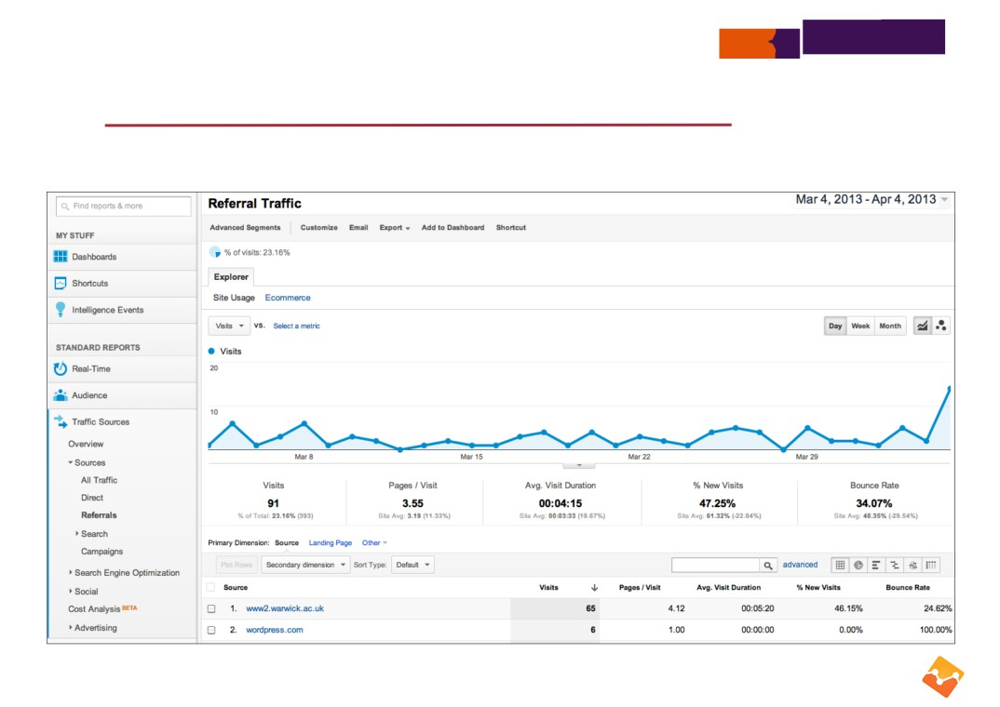 Find reports & more
MY STUFF
Dashboards
Shortcuts
Intelligence Events
STANDARD REPORTS
Real-Time
Audience
Traffic Sources
Overview
Sources
All Traffic
Direct
Referrals
Search
Campaigns
Search Engine Optimization
Social
Cost Analysis BETA
Advertising
Referral Traffic
Mar 4, 2013 - Apr 4, 2013
Advanced Segments Customize Email Export Add to Dashboard Shortcut
% of visits: 23.16%
Explorer
Site Usage Ecommerce
Visits VS. Select a metric
Day Week Month
Visits
20
10
Mar 8 Mar 15 Mar 22 Mar 29
Visits Pages / Visit Avg. Visit Duration % New Visits Bounce Rate
91 3.55 00:04:15 47.25% 34.07%
% of Total: 23.16% (393) Site Avg: 3.19 (11.33%) Site Avg: 00:03:33 (19.67%) Site Avg: 61.32% (-22.94%) Site Avg: 48.35% (-29.54%)
Primary Dimension: Source Landing Page Other
Plot Rows Secondary dimension Sort Type: Default advanced
Source Visits Pages / Visit Avg. Visit Duration % New Visits Bounce Rate
1. www2.warwick.ac.uk 65 4.12 00:05:20 46.15% 24.62%
2. wordpress.com 6 1.00 00:00:00 0.00% 100.00%